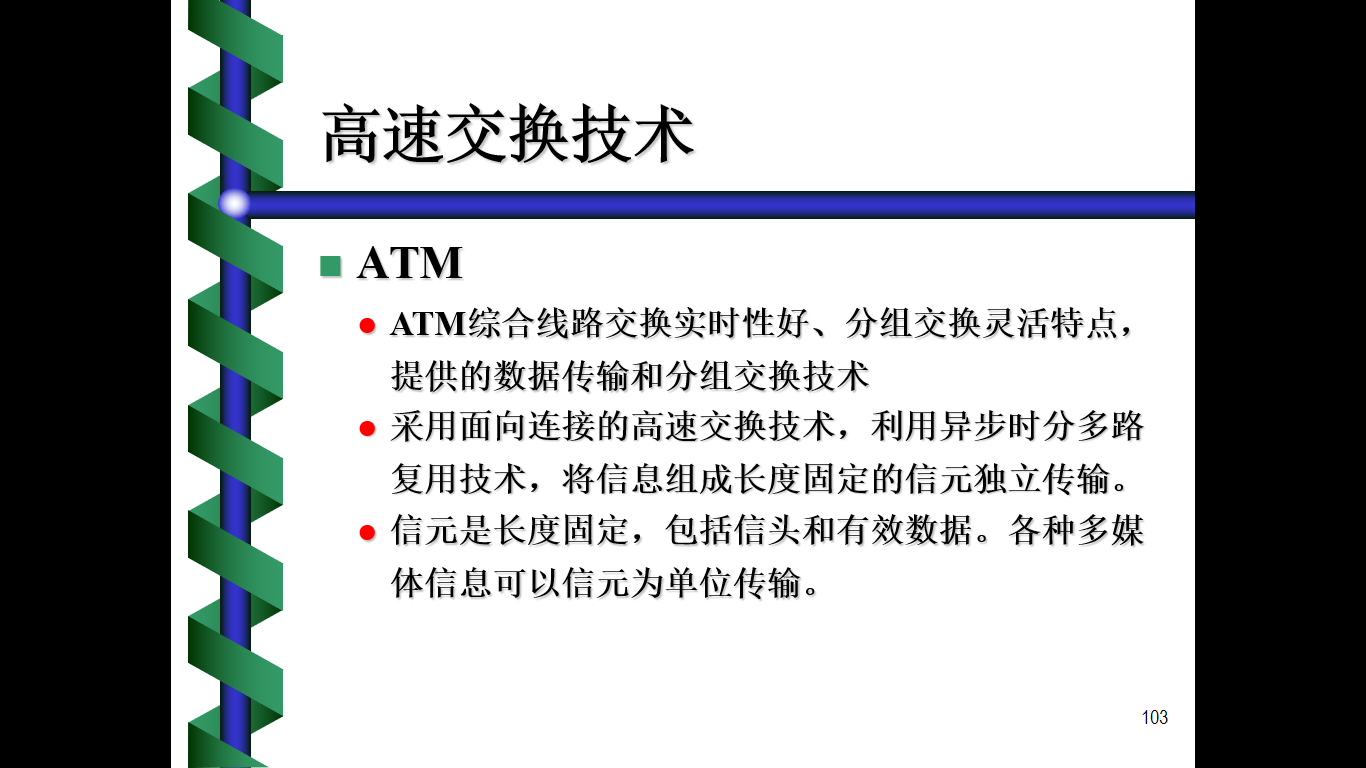 高速交换技术
ATM
ATM综合线路交换实时性好、分组交换灵活特点，
提供的数据传输和分组交换技术
采用面向连接的高速交换技术，利用异步时分多路
复用技术，将信息组成长度固定的信元独立传输。
信元是长度固定，包括信头和有效数据。各种多媒
体信息可以信元为单位传输。
103